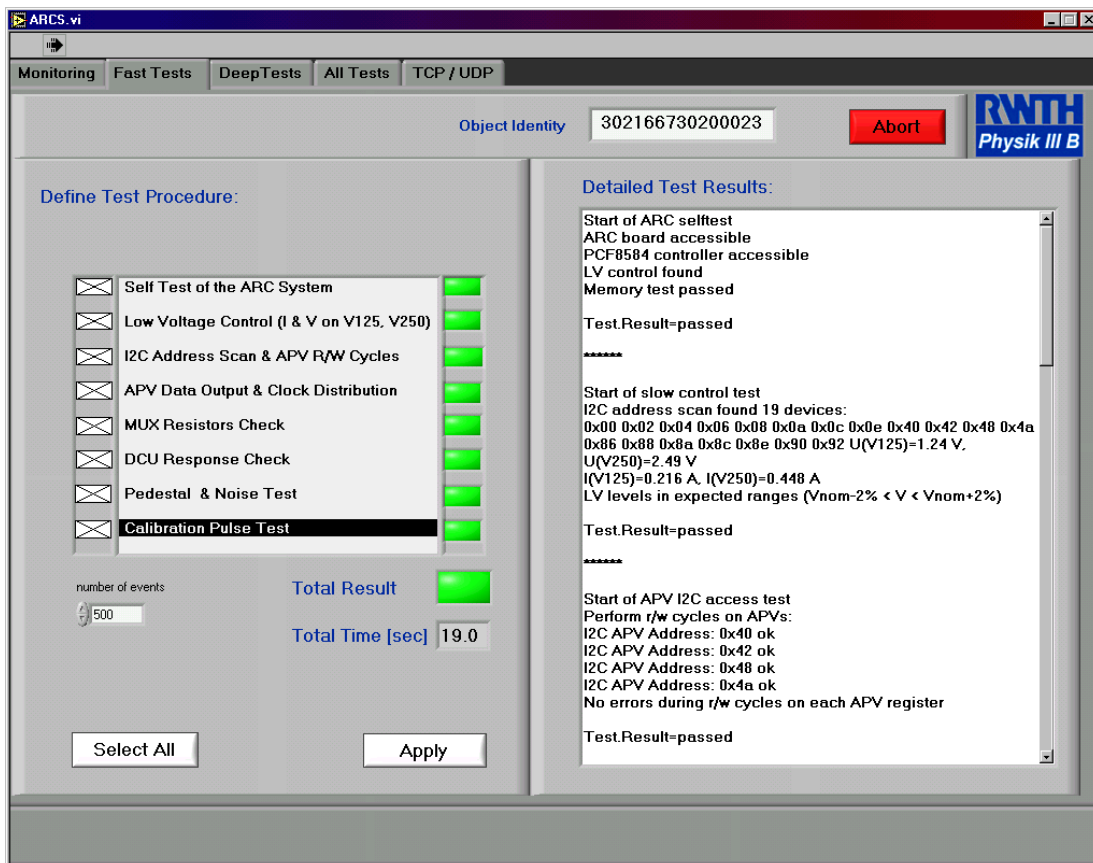 ARCS.vi
Monitoring Fast Tests DeepTests All Tests TCP / UDP
Object Identity 302166730200023 Abort
RWTH
Physik III B
Define Test Procedure:
Self Test of the ARC System
Low Voltage Control (I & V on V125, V250)
I2C Address Scan & APV R/W Cycles
APV Data Output & Clock Distribution
MUX Resistors Check
DCU Response Check
Pedestal & Noise Test
Calibration Pulse Test
number of events
500
Total Result
Total Time [sec] 19.0
Select All Apply
Detailed Test Results:
Start of ARC selftest
ARC board accessible
PCF8584 controller accessible
LV control found
Memory test passed
Test.Result=passed
******
Start of slow control test
I2C address scan found 19 devices:
0x00 0x02 0x04 0x06 0x08 0x0a 0x0c 0x0e 0x40 0x42 0x48 0x4a
0x86 0x88 0x8a 0x8c 0x8e 0x90 0x92 U(V125)=1.24 V,
U(V250)=2.49 V
I(V125)=0.216 A, I(V250)=0.448 A
LV levels in expected ranges (Vnom-2% < V < Vnom+2%)
Test.Result=passed
******
Start of APV I2C access test
Perform r/w cycles on APVs:
I2C APV Address: 0x40 ok
I2C APV Address: 0x42 ok
I2C APV Address: 0x48 ok
I2C APV Address: 0x4a ok
No errors during r/w cycles on each APV register
Test.Result=passed